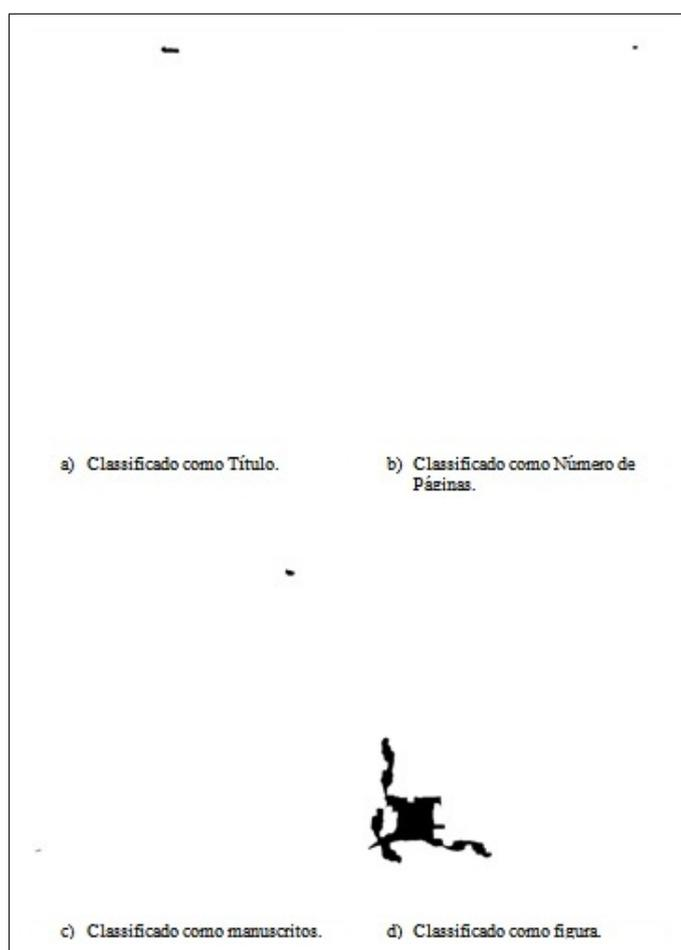 a) Classificado como Título.
b) Classificado como Número de
Páginas.
c) Classificado como manuscritos.
d) Classificado como figura.